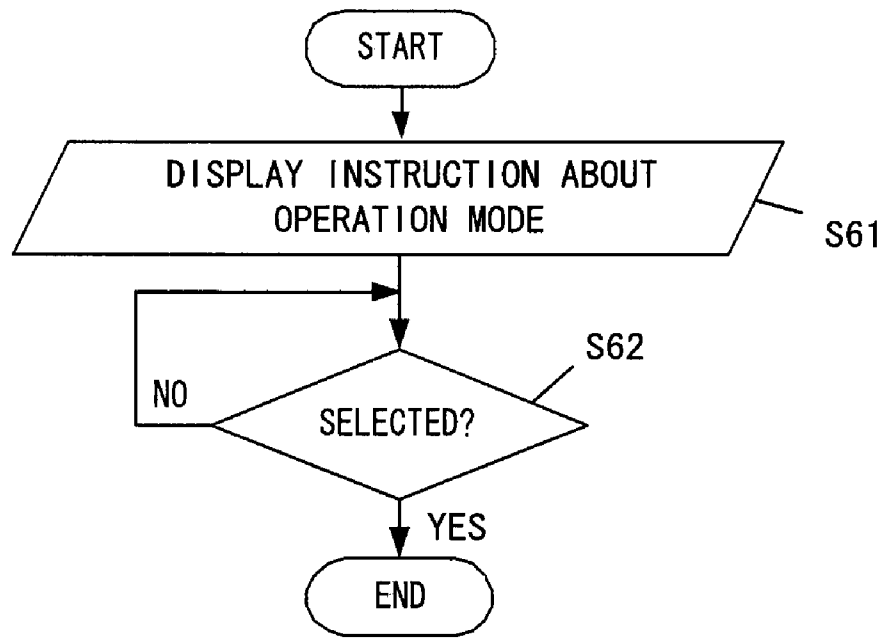 START
DISPLAY INSTRUCTION ABOUT
OPERATION MODE
S61
S62
NO
SELECTED?
YES
END